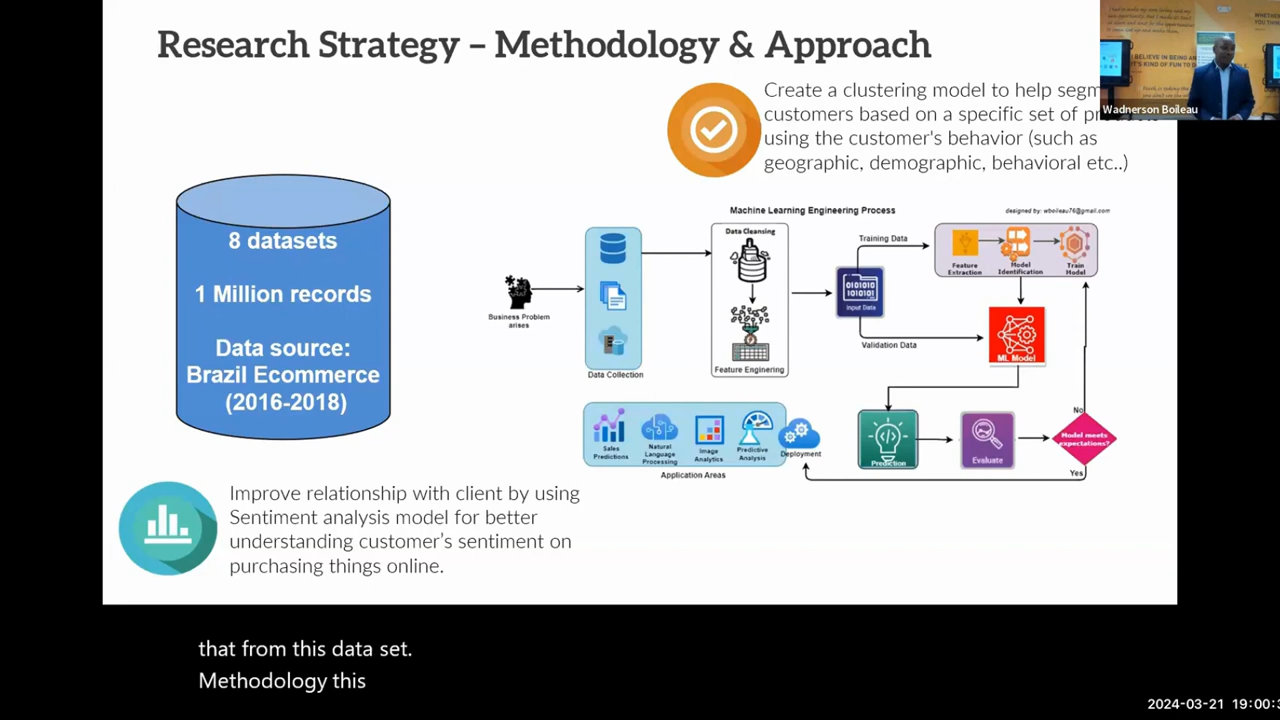 Research Strategy – Methodology & Approach
Create a clustering model to help segm
customers based on a specific set of
using the customer's behavior (such as
geographic, demographic, behavioral etc..)
Wadnerson Boileau
8 datasets
1 Million records
Data source:
Brazil Ecommerce
(2016-2018)
Machine Learning Engineering Process
designed by: wboileau76@gmail.com
Business Problem
arises
Data Collection
Data Cleansing
Feature Enginering
Input Data
Training Data
Validation Data
Feature
Extraction
Model
Identification
Train
Model
ML Model
Prediction
Evaluate
Model meets
expectations?
No
Yes
Deployment
Sales
Predictions
Natural
Language
Processing
Image
Analytics
Predictive
Analysis
Application Areas
Improve relationship with client by using
Sentiment analysis model for better
understanding customer's sentiment on
purchasing things online.
that from this data set.
Methodology this
2024-03-21 19:00:3